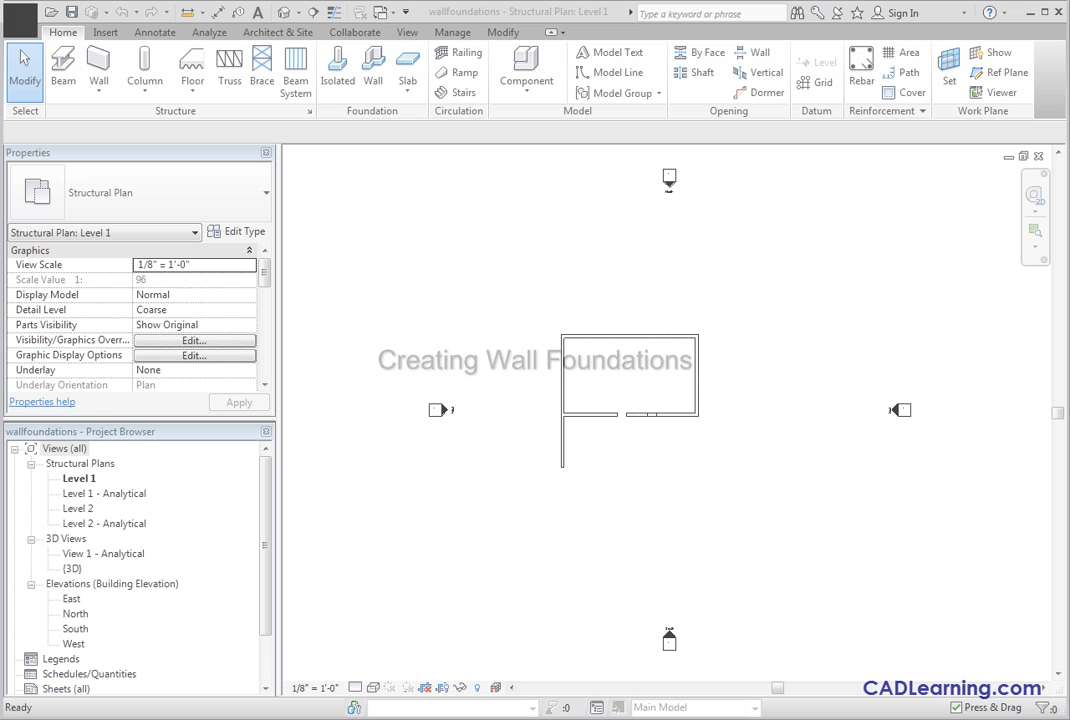 wallfoundations - Structural Plan: Level 1
Type a keyword or phrase
Sign In
Home Insert Annotate Analyze Architect & Site Collaborate View Manage Modify
Modify
Beam
Wall
Column
Floor
Truss
Brace
Beam System
Isolated
Wall
Slab
Railing
Ramp
Stairs
Component
Model Text
Model Line
Model Group
By Face
Shaft
Wall
Vertical
Dormer
Level
Grid
Rebar
Area
Path
Cover
Set
Show
Ref Plane
Viewer
Select Structure Foundation Circulation Model Opening Datum Reinforcement Work Plane
Properties
Structural Plan
Structural Plan: Level 1 Edit Type
Graphics
View Scale 1/8" = 1'-0"
Scale Value 1: 96
Display Model Normal
Detail Level Coarse
Parts Visibility Show Original
Visibility/Graphics Overr... Edit...
Graphic Display Options Edit...
Underlay None
Underlay Orientation Plan
Properties help Apply
wallfoundations - Project Browser
Views (all)
Structural Plans
Level 1
Level 1 - Analytical
Level 2
Level 2 - Analytical
3D Views
View 1 - Analytical
{3D}
Elevations (Building Elevation)
East
North
South
West
Legends
Schedules/Quantities
Sheets (all)
Creating Wall Foundations
2D
1/8" = 1'-0"
CADLearning.com
Ready
:0
Main Model
Press & Drag
:0